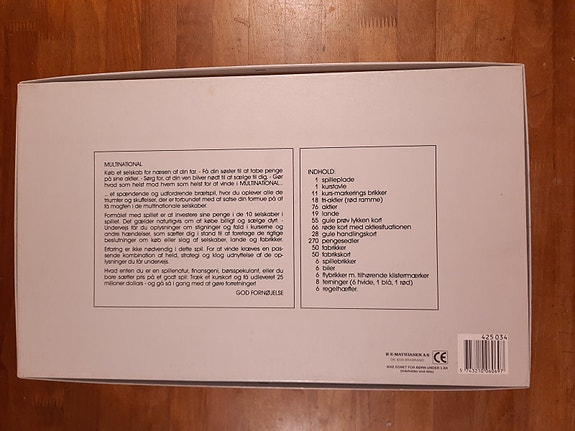 MULTINATIONAL
Køb et selskab for næsen af din far. - Få din søster til at tabe penge
på sine aktier. - Sørg for, at din ven bliver nødt til at sælge til dig. - Gør
hvad som helst mod hvem som helst for at vinde i MULTINATIONAL...
... et spændende og udfordrende brætspil, hvor du oplever alle de
triumfer og skuffelser, der er forbundet med at satse din formue på at
få magten i de multinationale selskaber.
Formålet med spillet er at investere sine penge i de 10 selskaber i
spillet. Det gælder naturligvis om at købe billigt og sælge dyrt. -
Undervejs får du oplysninger om stigninger og fald i kurserne og
andre hændelser, som sætter dig i stand til at foretage de rigtige
beslutninger om køb eller slag af selskaber, lande og fabrikker.
Erfaring er ikke nødvendig i dette spil. For at vinde kræves en pas-
sende kombination af held, strategi og klog udnyttelse af de op-
lysninger du får undervejs.
Hvad enten du er en spillenatur, finansgeni, børsspekulant, eller du
bare sætter pris på et godt spil: Træk et kurskort og få udleveret 25
millioner dollars - og gå så i gang med at gøre forretninger!
GOD FORNØJELSE
INDHOLD:
1 spilleplade
1 kurstavle
11 kurs-markerings brikker
18 th-aktier (rød ramme)
76 aktier
19 lande
55 gule prøv lykken kort
66 røde kort med aktiesituationen
28 gule handlingskort
270 pengesedler
50 fabrikker
50 fabrikskort
6 spillebrikker
6 biler
6 flybrikker m. tilhørende klistermærker
8 terninger (6 hvide, 1 blå, 1 rød)
6 regelhæfter.
425 034
CE
5 743210 040697